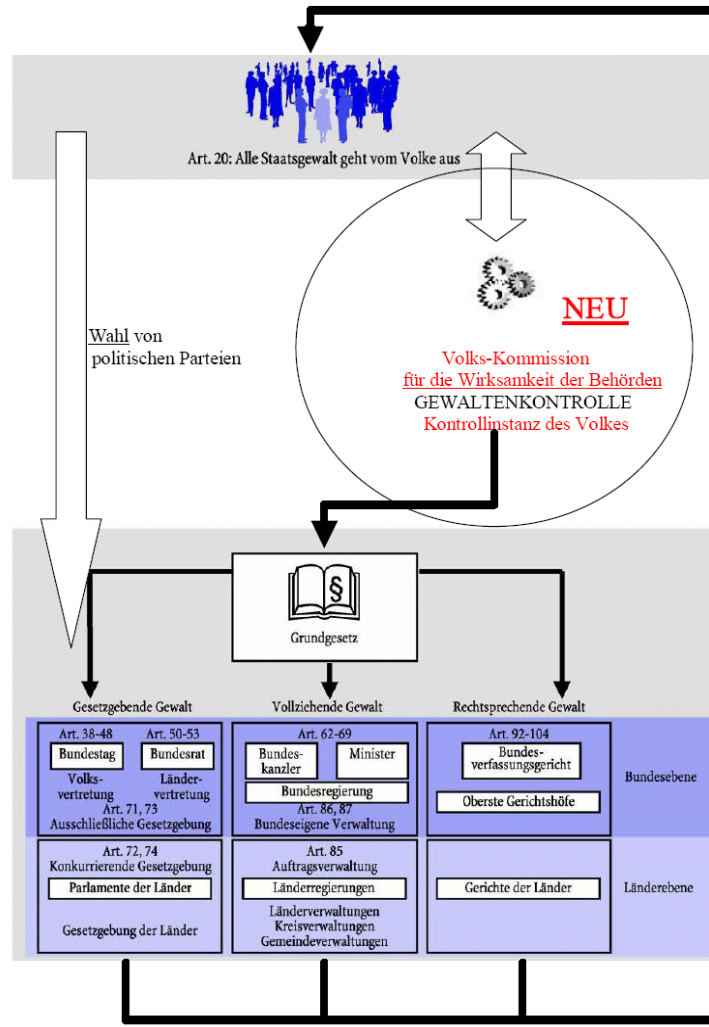 Art. 20: Alle Staatsgewalt geht vom Volke aus
NEU
Wahl von
politischen Parteien
Volks-Kommission
für die Wirksamkeit der Behörden
GEWALTENKONTROLLE
Kontrollinstanz des Volkes
§
Grundgesetz
Gesetzgebende Gewalt
Vollziehende Gewalt
Rechtsprechende Gewalt
Art. 38-48
Bundestag
Volks-
vertretung
Art. 50-53
Bundesrat
Länder-
vertretung
Art. 71, 73
Ausschließliche Gesetzgebung
Art. 62-69
Bundes-
kanzler
Minister
Bundesregierung
Art. 86, 87
Bundeseigene Verwaltung
Art. 92-104
Bundes-
verfassungsgericht
Oberste Gerichtshöfe
Bundesebene
Art. 72, 74
Konkurrierende Gesetzgebung
Parlamente der Länder
Gesetzgebung der Länder
Art. 85
Auftragsverwaltung
Länderregierungen
Länderverwaltungen
Kreisverwaltungen
Gemeindeverwaltungen
Gerichte der Länder
Länderebene